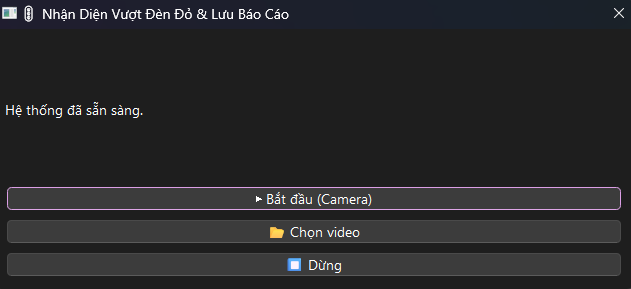 Nhận Diện Vượt Đèn Đỏ & Lưu Báo Cáo
Hệ thống đã sẵn sàng.
Bắt đầu (Camera)
Chọn video
Dừng